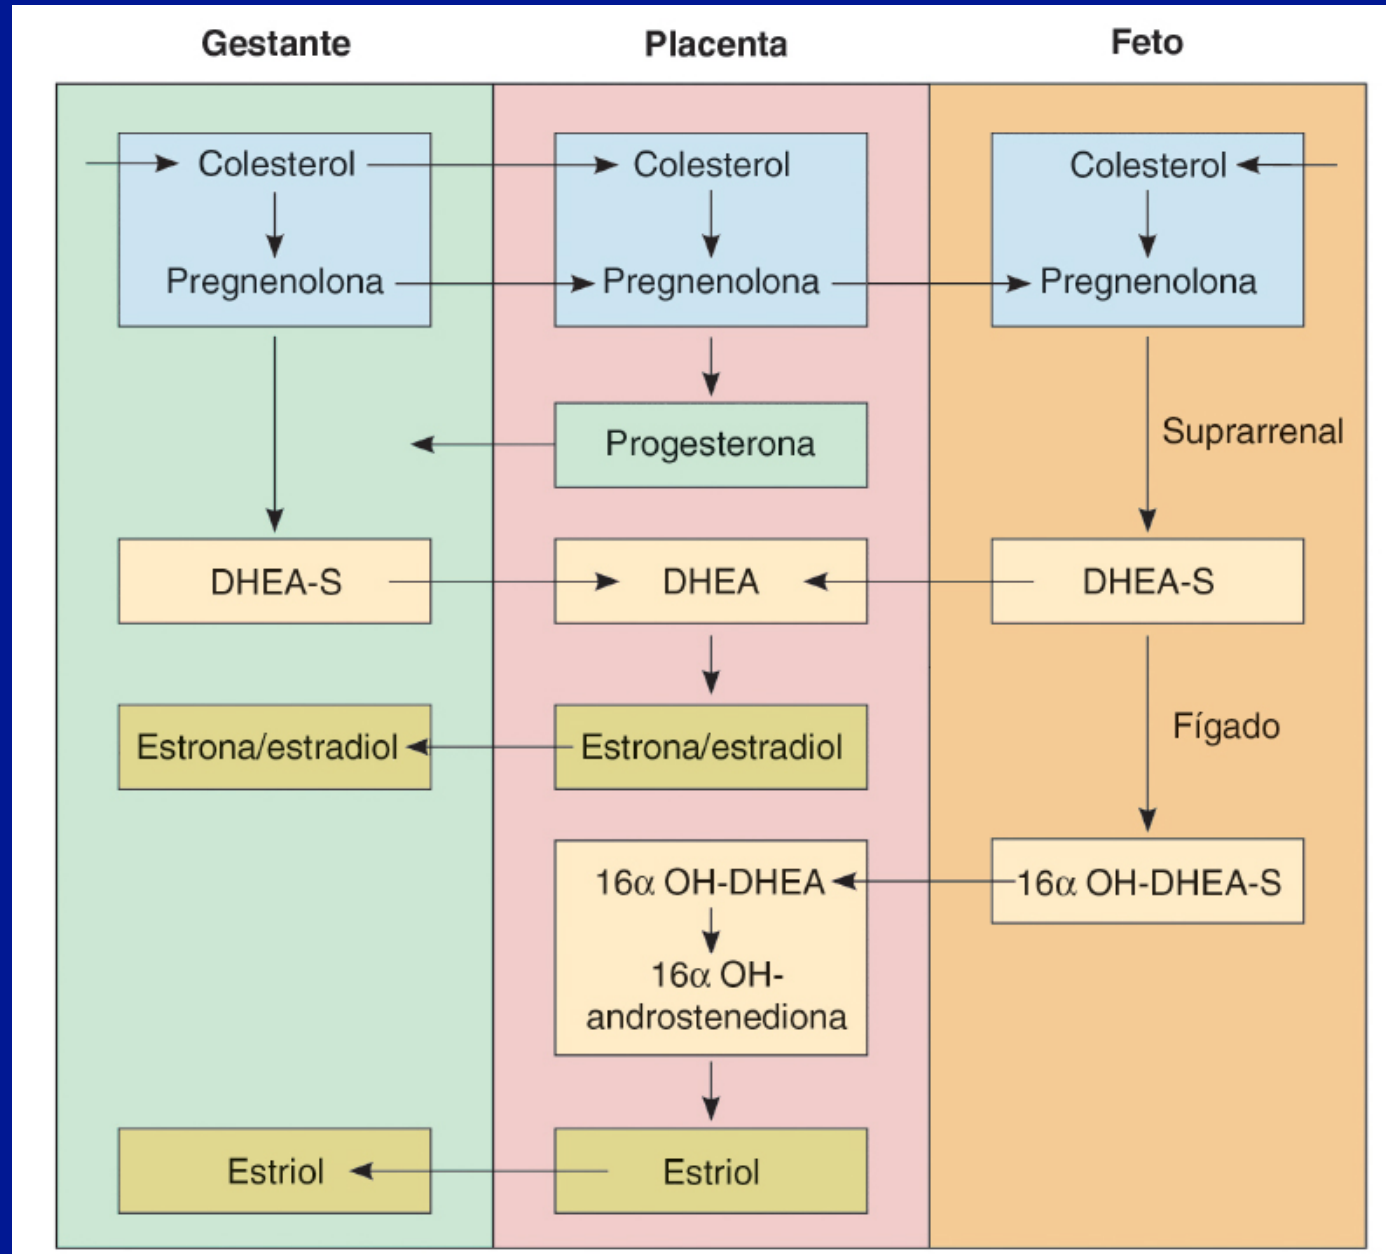 Gestante
Placenta
Feto
Colesterol
Colesterol
Colesterol
Pregnenolona
Pregnenolona
Pregnenolona
Progesterona
Suprarrenal
DHEA-S
DHEA
DHEA-S
Estrona/estradiol
Estrona/estradiol
Fígado
16α OH-DHEA
16α OH-DHEA-S
16α OH-
androstenediona
Estriol
Estriol